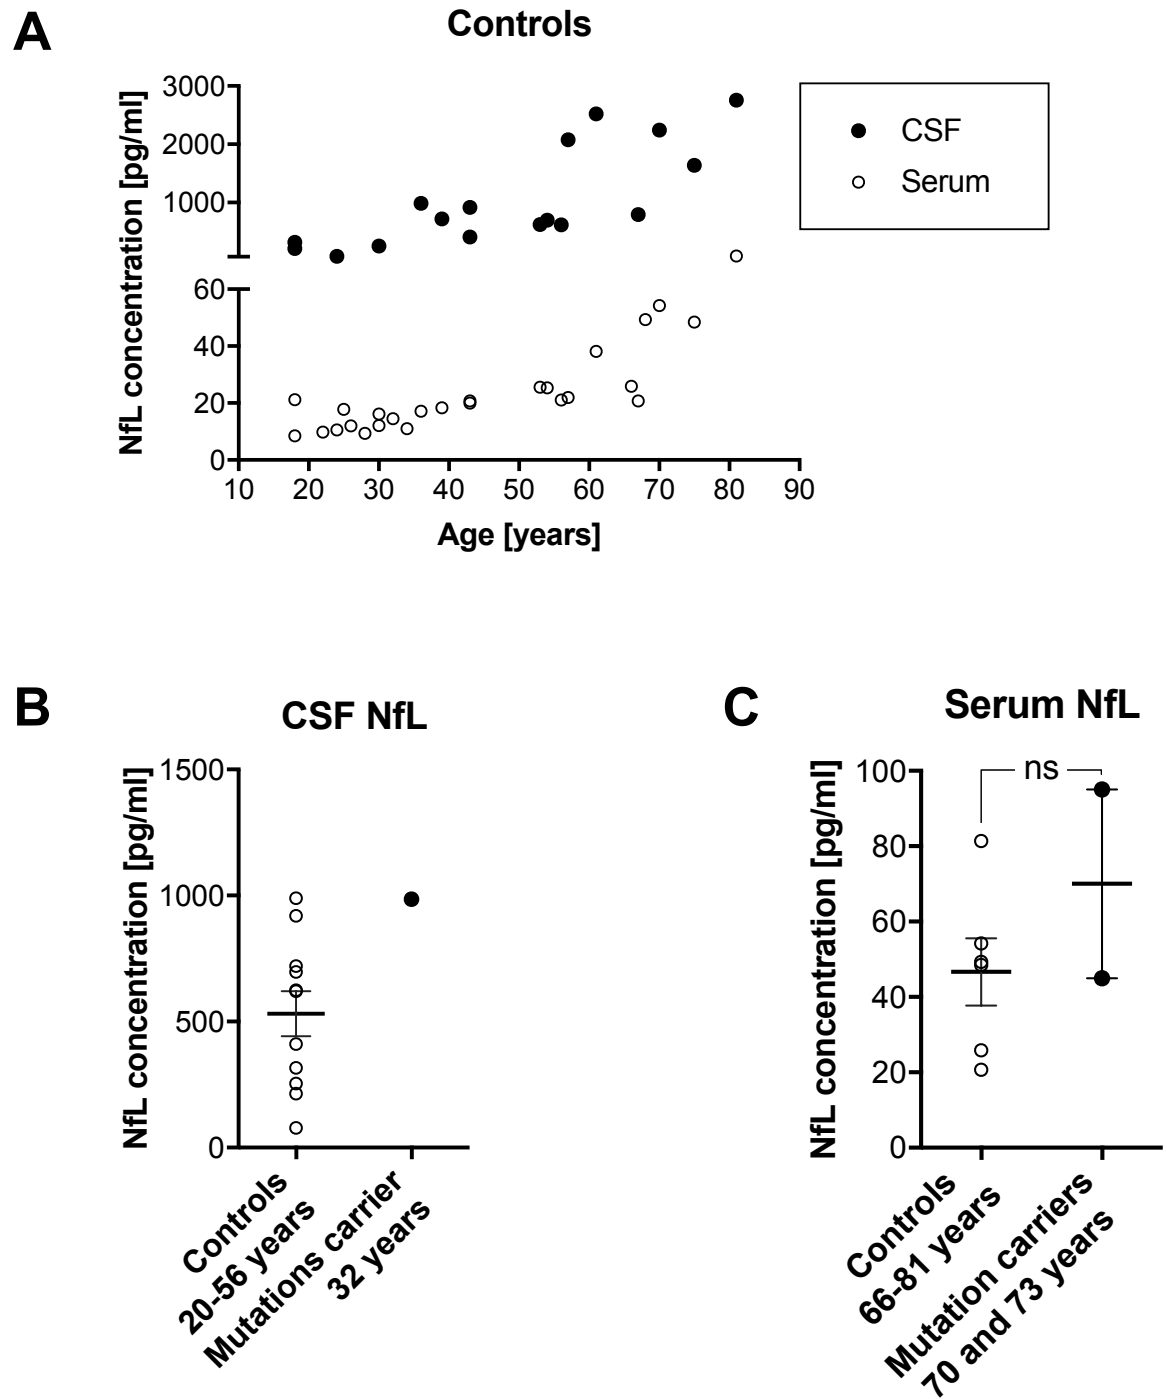 A
Controls
NfL concentration [pg/ml]
3000
2000
1000
60
40
20
0
10 20 30 40 50 60 70 80 90
Age [years]
CSF
Serum
B
CSF NfL
NfL concentration [pg/ml]
1500
1000
500
0
Controls
20-56 years
Mutations carrier
32 years
C
Serum NfL
NfL concentration [pg/ml]
ns
100
80
60
40
20
0
Controls
66-81 years
Mutation carriers
70 and 73 years